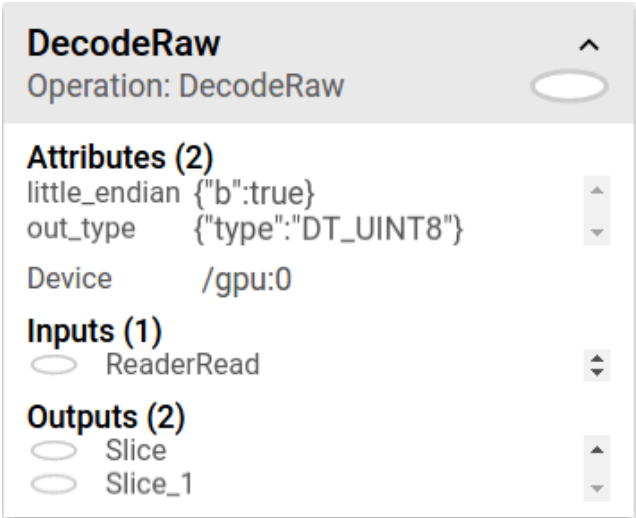 DecodeRaw
Operation: DecodeRaw
Attributes (2)
little_endian {"b":true}
out_type {"type":"DT_UINT8"}
Device /gpu:0
Inputs (1)
ReaderRead
Outputs (2)
Slice
Slice_1